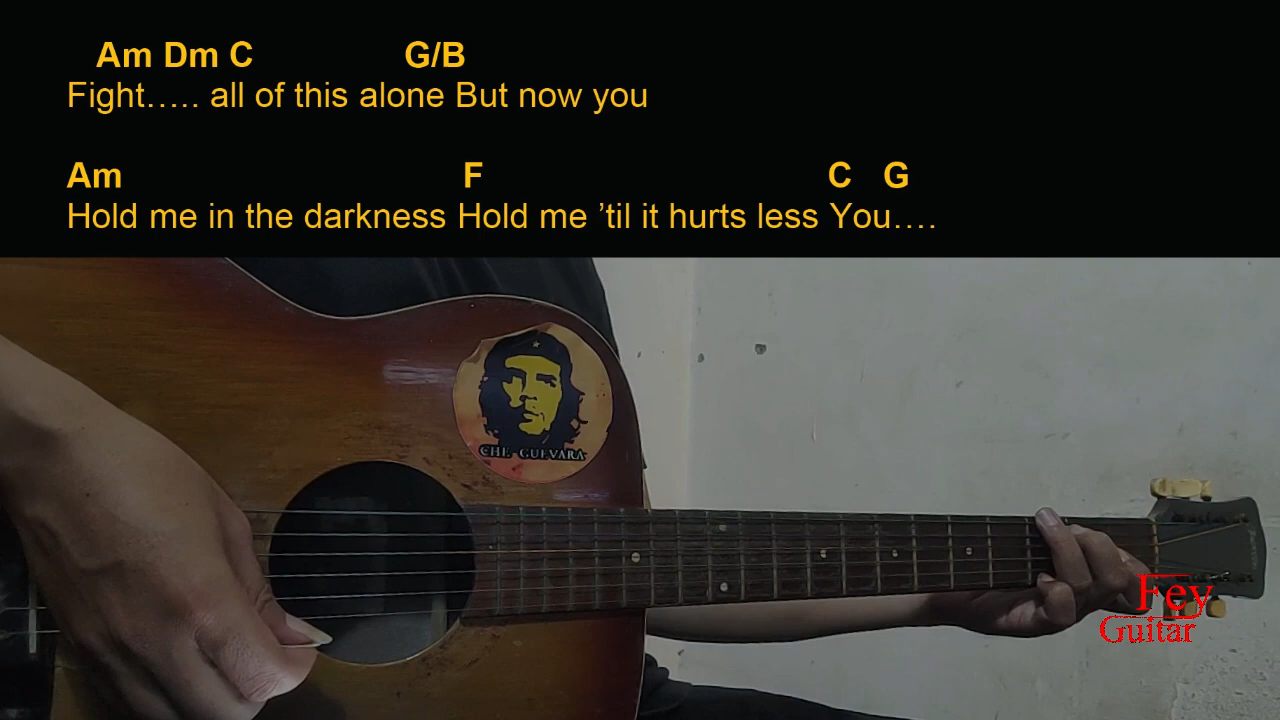 Am Dm C G/B
Fight….. all of this alone But now you
Am F C G
Hold me in the darkness Hold me ’til it hurts less You….
CHE GUEVARA
Fey
Guitar